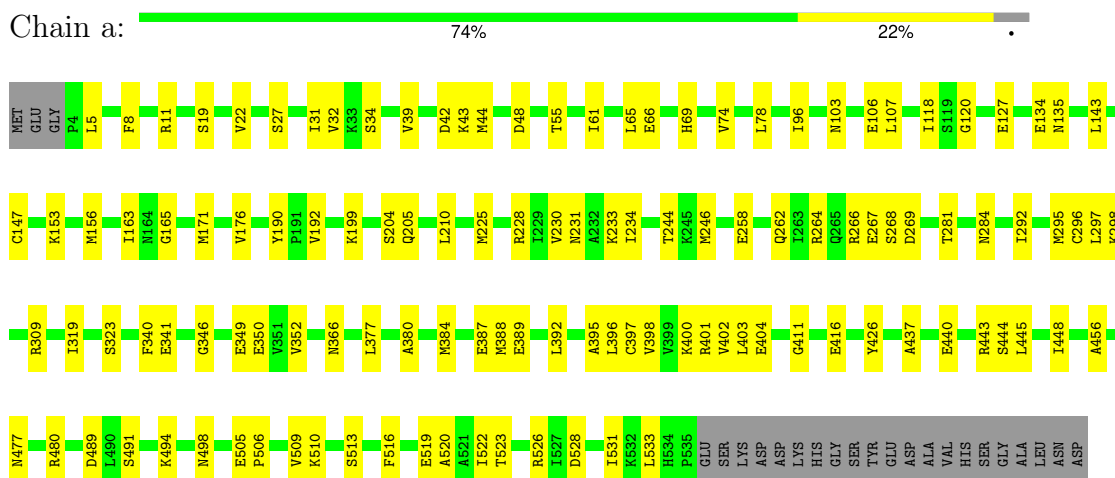 Chain a:
74% 22% •
MET GLU GLY P4 L5 F8 R11 S19 V22 S27 I31 V32 K33 S34 V39 D42 K43 M44 D48 T55 I61 L65 E66 H69 V74 L78 I96 N103 E106 L107 I118 S119 G120 E127 E134 N135 L143
C147 K153 M156 I163 N164 G165 M171 V176 Y190 P191 V192 K199 S204 Q205 L210 M225 R228 I229 V230 N231 A232 K233 I234 T244 K245 M246 E258 Q262 I263 R264 Q265 R266 E267 S268 D269 T281 N284 I292 M295 C296 L297
R309 I319 S323 F340 E341 G346 E349 E350 V351 V352 N366 L377 A380 M384 E387 M388 E389 L392 A395 L396 C397 V398 V399 K400 R401 V402 L403 E404 G411 E416 Y426 A437 E440 R443 S444 L445 I448 A456
N477 R480 D489 L490 S491 K494 N498 E505 P506 V509 K510 S513 F516 E519 A520 A521 I522 T523 R526 I527 D528 I531 K532 L533 H534 P535 GLU SER LYS ASP ASP LYS HIS GLY SER TYR GLU ASP ALA VAL HIS SER GLY ALA LEU ASN ASP